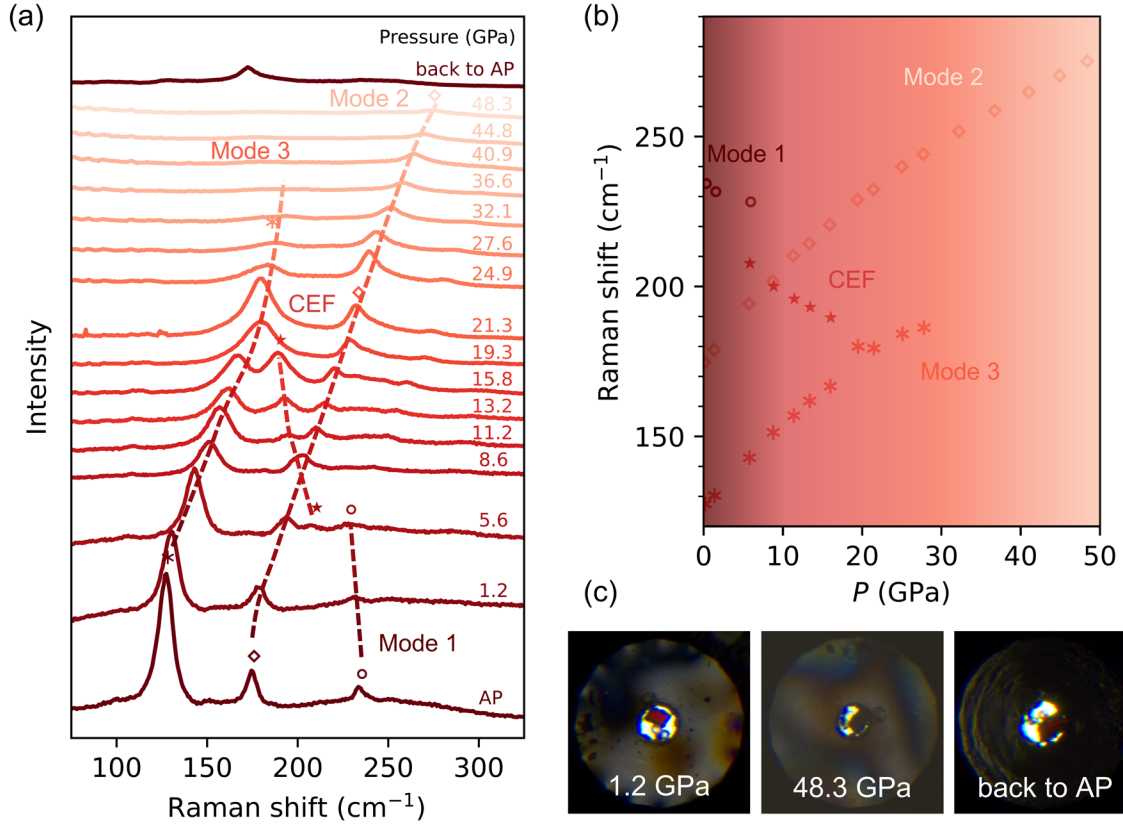 (a)
Pressure (GPa)
back to AP
Mode 2
48.3
44.8
Mode 3
40.9
36.6
32.1
27.6
24.9
CEF
21.3
19.3
15.8
13.2
11.2
8.6
5.6
1.2
Mode 1
AP
Intensity
100 150 200 250 300
Raman shift (cm⁻¹)
(b)
Mode 2
Mode 1
CEF
Mode 3
250
200
150
Raman shift (cm⁻¹)
0 10 20 30 40 50
P (GPa)
(c)
1.2 GPa
48.3 GPa
back to AP